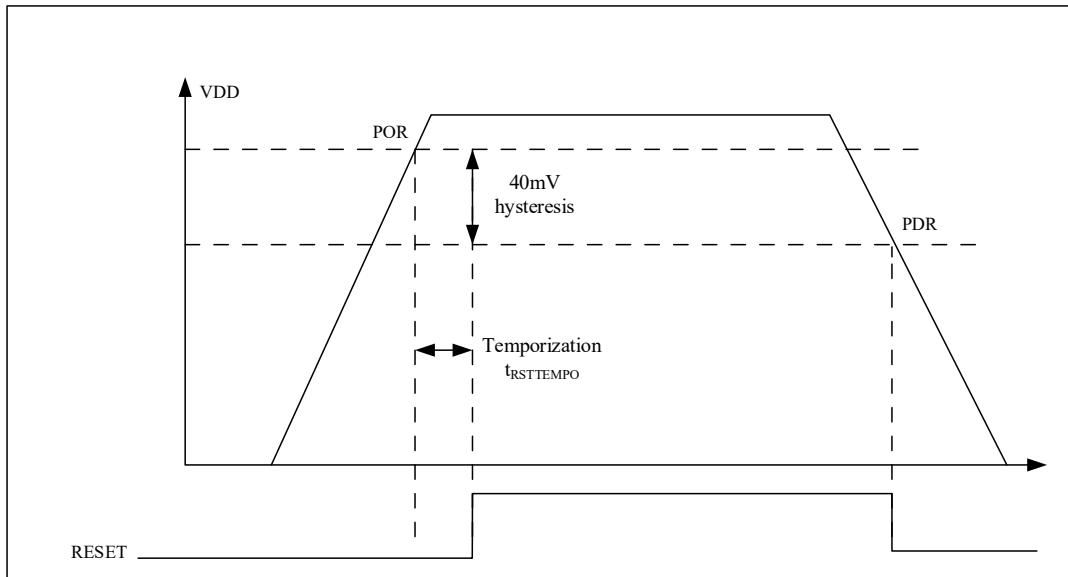 VDD
POR
40mV
hysteresis
PDR
Temporization
tRSTTEMPO
RESET